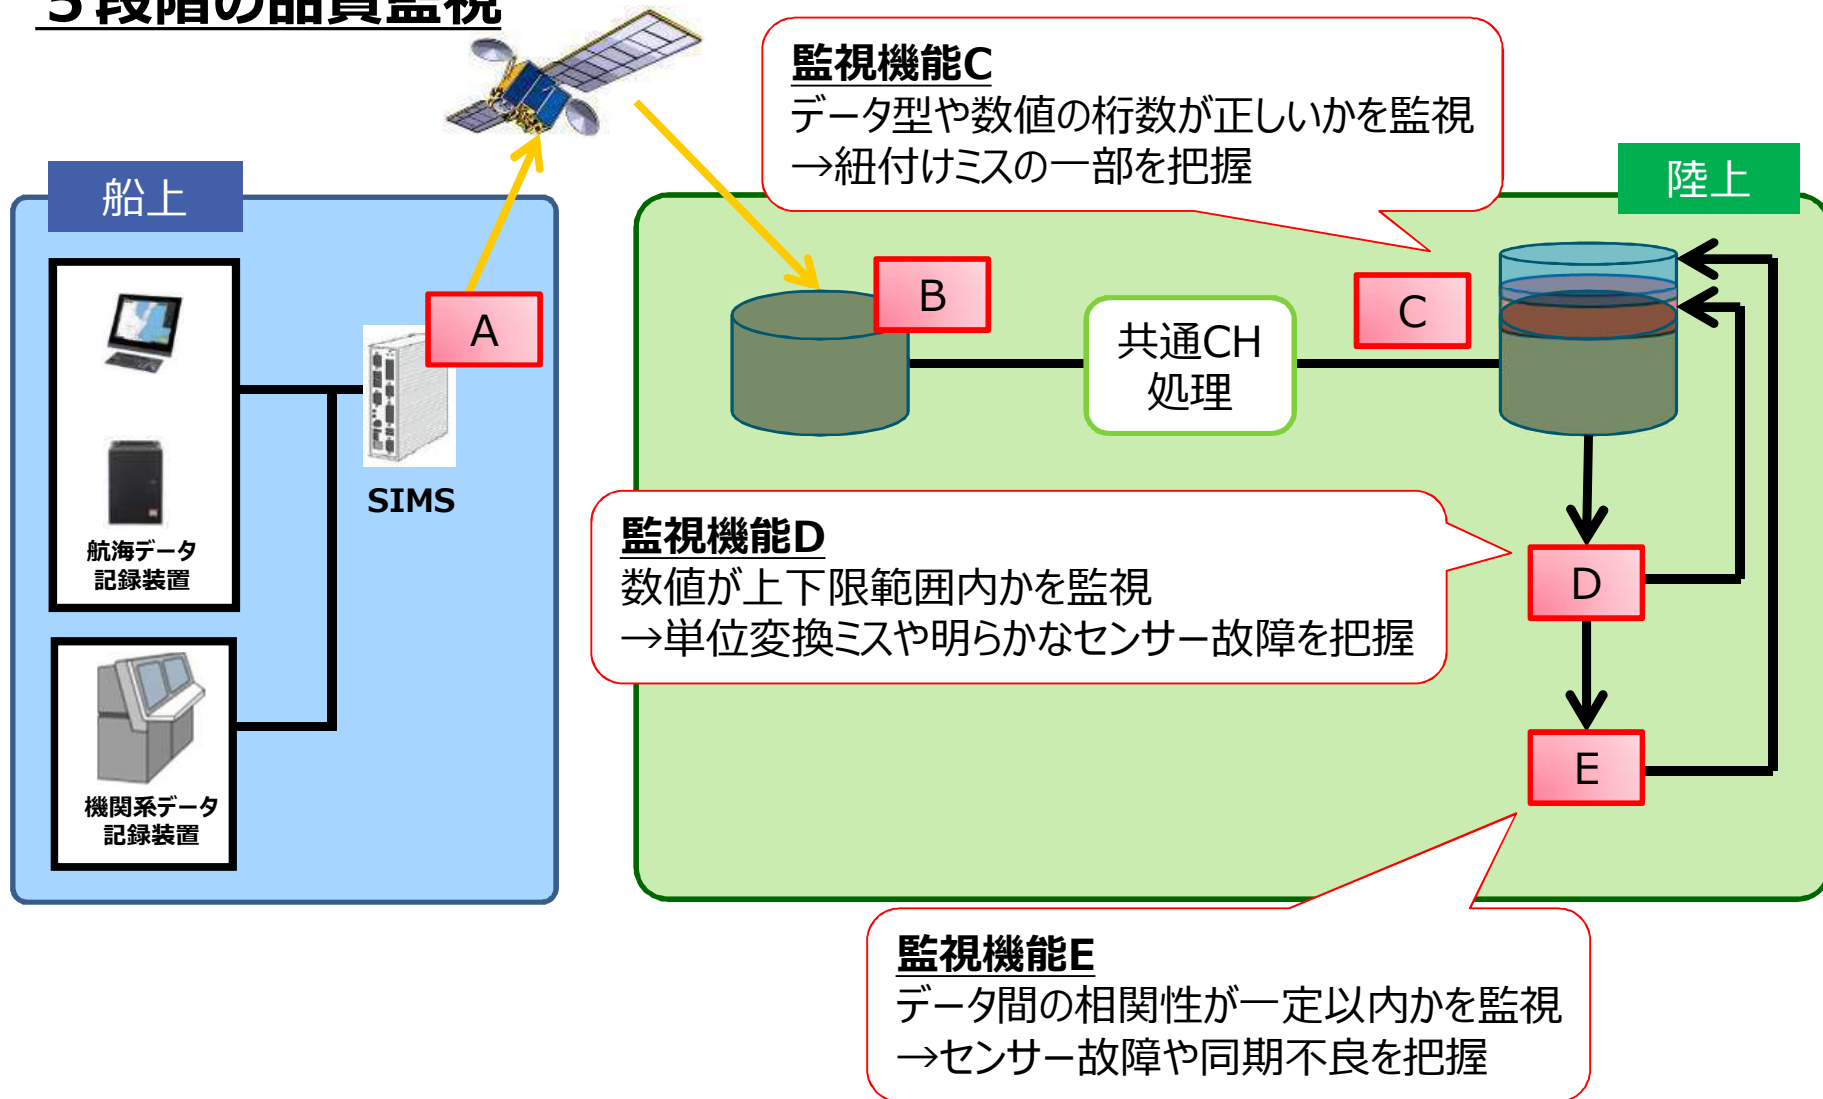 ５段階の品質監視
監視機能C
データ型や数値の桁数が正しいかを監視
→紐付けミスの一部を把握
船上
陸上
A
B
C
共通CH
処理
SIMS
航海データ
記録装置
監視機能D
数値が上下限範囲内かを監視
→単位変換ミスや明らかなセンサー故障を把握
D
機関系データ
記録装置
E
監視機能E
データ間の相関性が一定以内かを監視
→センサー故障や同期不良を把握